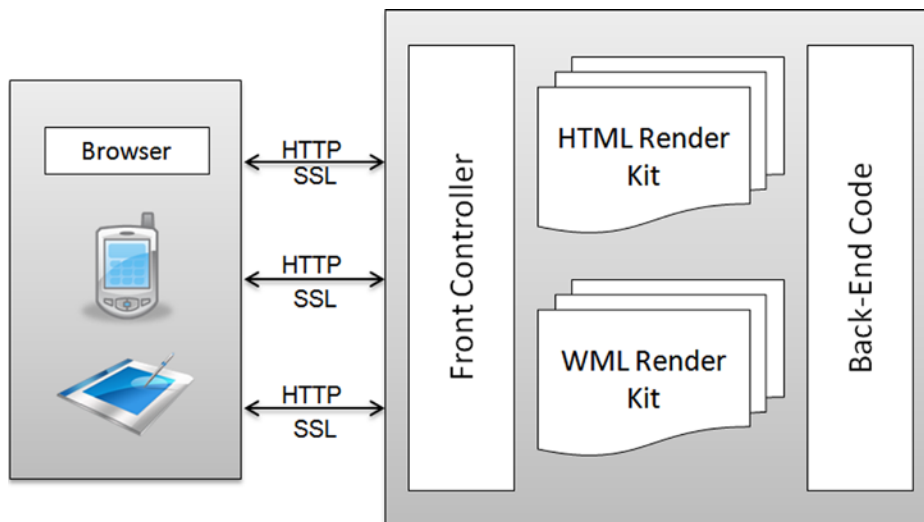 Browser
HTTP
SSL
HTTP
SSL
HTTP
SSL
Front Controller
HTML Render
Kit
WML Render
Kit
Back-End Code